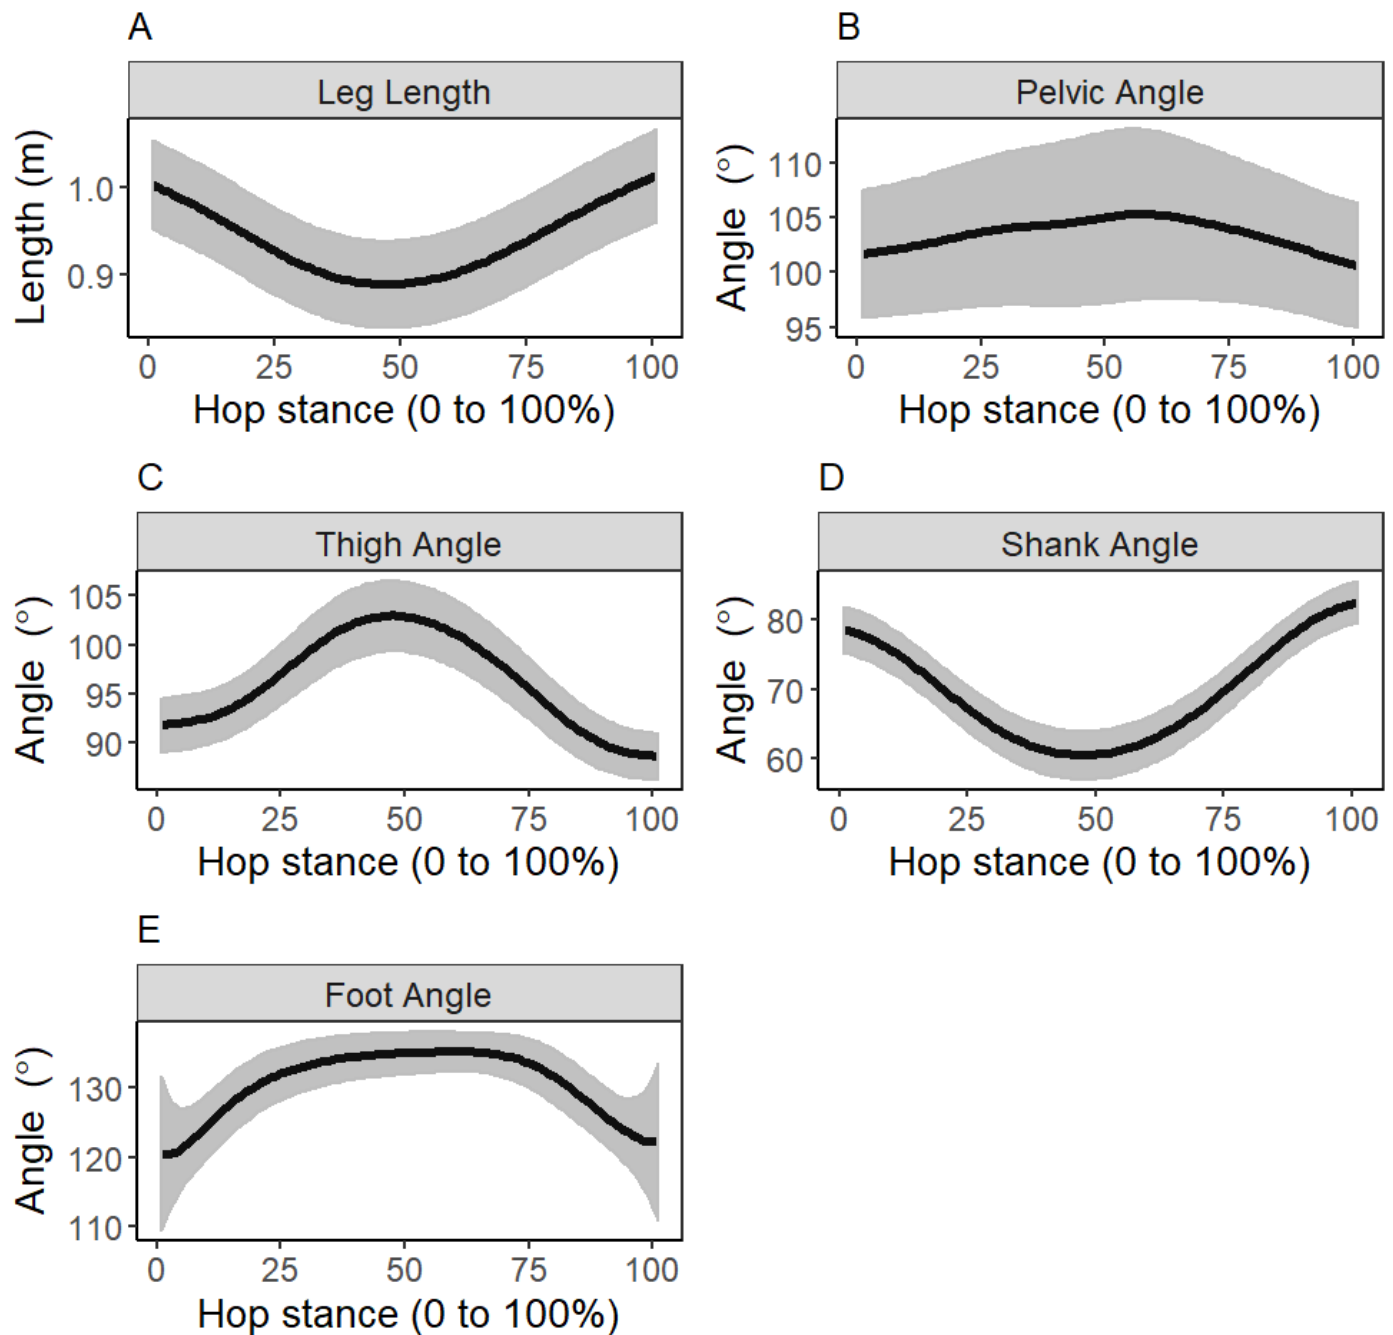 A
Leg Length
Length (m)
1.0
0.9
0 25 50 75 100
Hop stance (0 to 100%)
B
Pelvic Angle
Angle (°)
110
105
100
95
0 25 50 75 100
Hop stance (0 to 100%)
C
Thigh Angle
Angle (°)
105
100
95
90
0 25 50 75 100
Hop stance (0 to 100%)
D
Shank Angle
Angle (°)
80
70
60
0 25 50 75 100
Hop stance (0 to 100%)
E
Foot Angle
Angle (°)
130
120
110
0 25 50 75 100
Hop stance (0 to 100%)